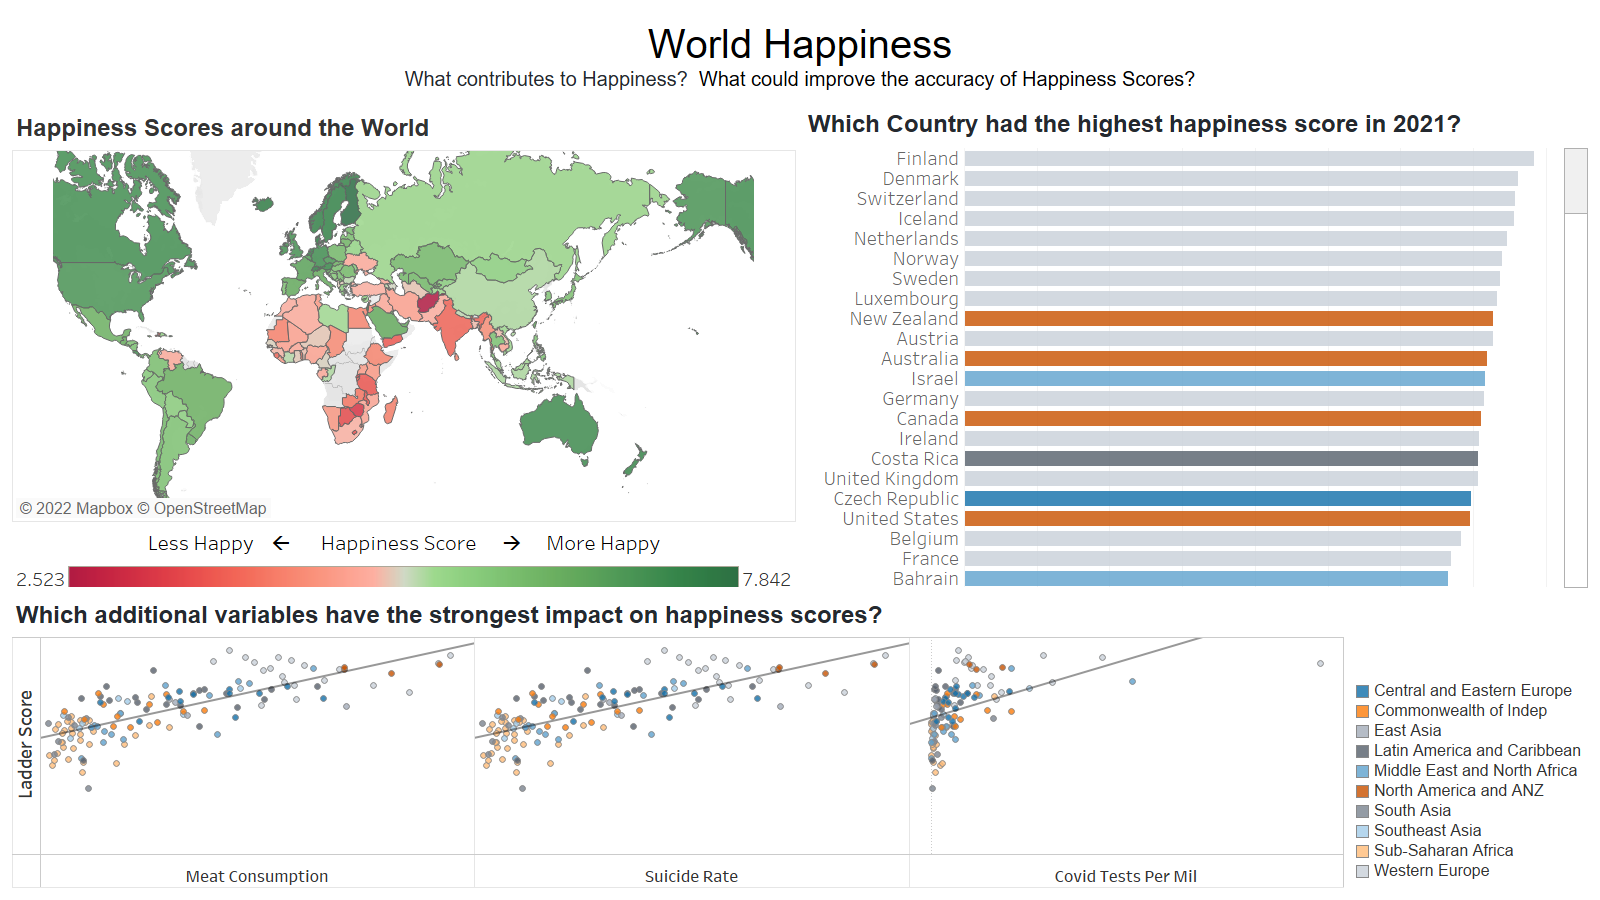 World Happiness
What contributes to Happiness? What could improve the accuracy of Happiness Scores?
Happiness Scores around the World
© 2022 Mapbox © OpenStreetMap
Less Happy ← Happiness Score → More Happy
2.523 7.842
Which Country had the highest happiness score in 2021?
Finland
Denmark
Switzerland
Iceland
Netherlands
Norway
Sweden
Luxembourg
New Zealand
Austria
Australia
Israel
Germany
Canada
Ireland
Costa Rica
United Kingdom
Czech Republic
United States
Belgium
France
Bahrain
Which additional variables have the strongest impact on happiness scores?
Ladder Score
Meat Consumption
Suicide Rate
Covid Tests Per Mil
Central and Eastern Europe
Commonwealth of Indep
East Asia
Latin America and Caribbean
Middle East and North Africa
North America and ANZ
South Asia
Southeast Asia
Sub-Saharan Africa
Western Europe